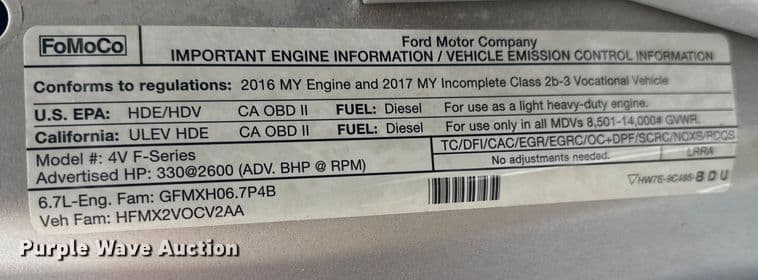 FoMoCo
Ford Motor Company
IMPORTANT ENGINE INFORMATION / VEHICLE EMISSION CONTROL INFORMATION
Conforms to regulations: 2016 MY Engine and 2017 MY Incomplete Class 2b-3 Vocational Vehicle
U.S. EPA: HDE/HDV CA OBD II FUEL: Diesel For use as a light heavy-duty engine.
California: ULEV HDE CA OBD II FUEL: Diesel For use only in all MDVs 8,501-14,000# GVWR.
Model #: 4V F-Series TC/DFI/CAC/EGR/EGRC/OC+DPF/SCRC/NOXS/RDQS
Advertised HP: 330@2600 (ADV. BHP @ RPM) No adjustments needed. LRRA
6.7L-Eng. Fam: GFMXH06.7P4B HW7E-9C485-BDU
Veh Fam: HFMX2VOCV2AA
Purple Wave Auction